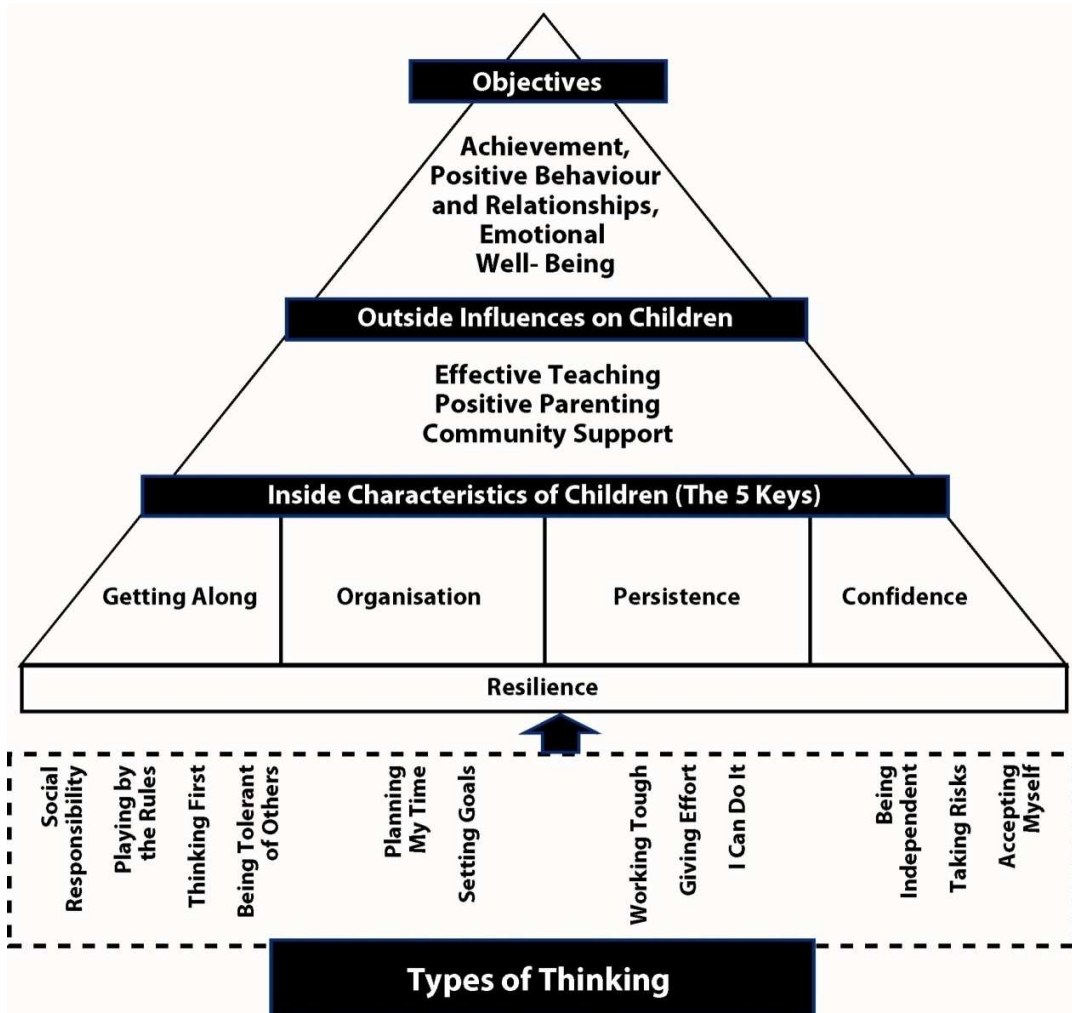 Objectives
Achievement,
Positive Behaviour
and Relationships,
Emotional
Well- Being
Outside Influences on Children
Effective Teaching
Positive Parenting
Community Support
Inside Characteristics of Children (The 5 Keys)
Getting Along
Organisation
Persistence
Confidence
Resilience
Social
Responsibility
Playing by
the Rules
Thinking First
Being Tolerant
of Others
Planning
My Time
Setting Goals
Working Tough
Giving Effort
I Can Do It
Being
Independent
Taking Risks
Accepting
Myself
Types of Thinking